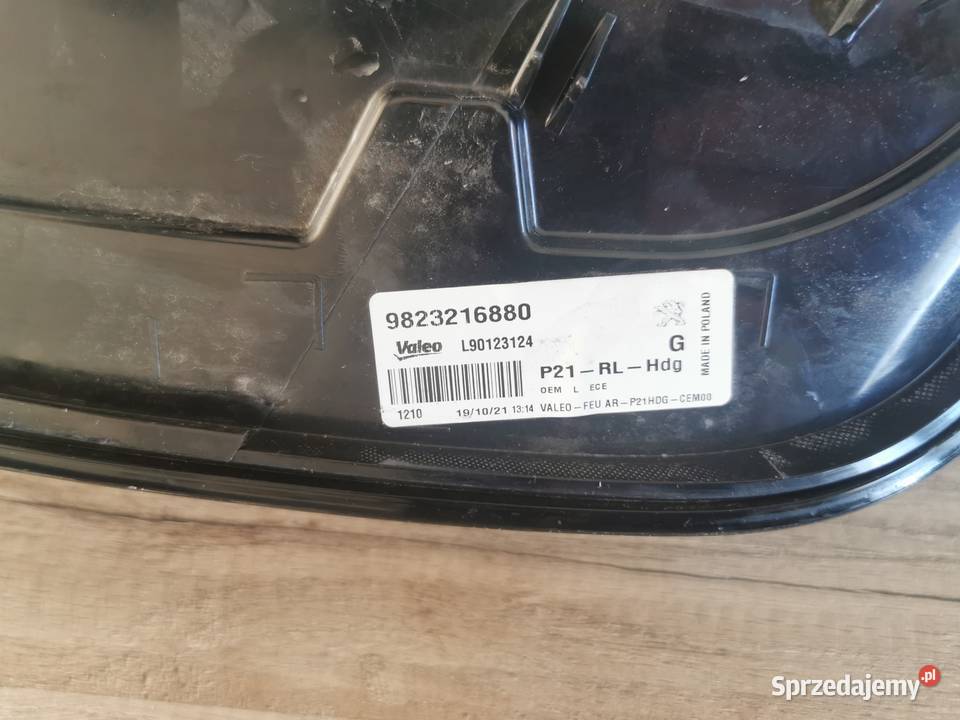 9823216880
Valeo L90123124
G
P21-RL-Hdg
OEM L ECE
1210 19/10/21 13:14 VALEO-FEU AR-P21HDG-CEM00
MADE IN POLAND
Sprzedajemy.pl